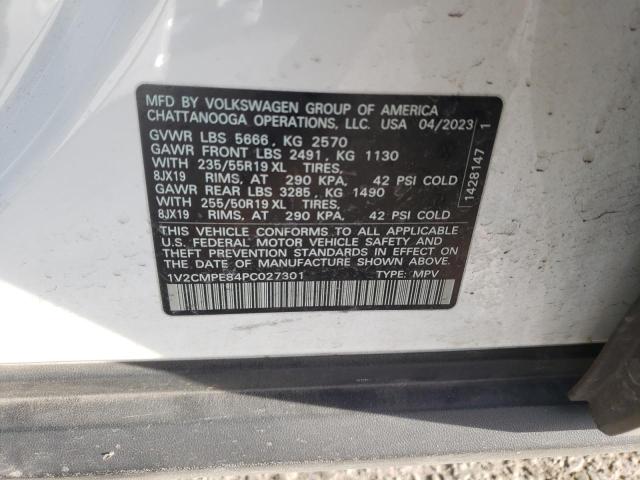 MFD BY VOLKSWAGEN GROUP OF AMERICA
CHATTANOOGA OPERATIONS, LLC. USA 04/2023
GVWR LBS 5666, KG 2570
GAWR FRONT LBS 2491, KG 1130
WITH 235/55R19 XL TIRES,
8JX19 RIMS, AT 290 KPA, 42 PSI COLD
GAWR REAR LBS 3285, KG 1490
WITH 255/50R19 XL TIRES,
8JX19 RIMS, AT 290 KPA, 42 PSI COLD
THIS VEHICLE CONFORMS TO ALL APPLICABLE
U.S. FEDERAL MOTOR VEHICLE SAFETY AND
THEFT PREVENTION STANDARDS IN EFFECT ON
THE DATE OF MANUFACTURE SHOWN ABOVE
1V2CMPE84PC027301 TYPE: MPV
1428147 1